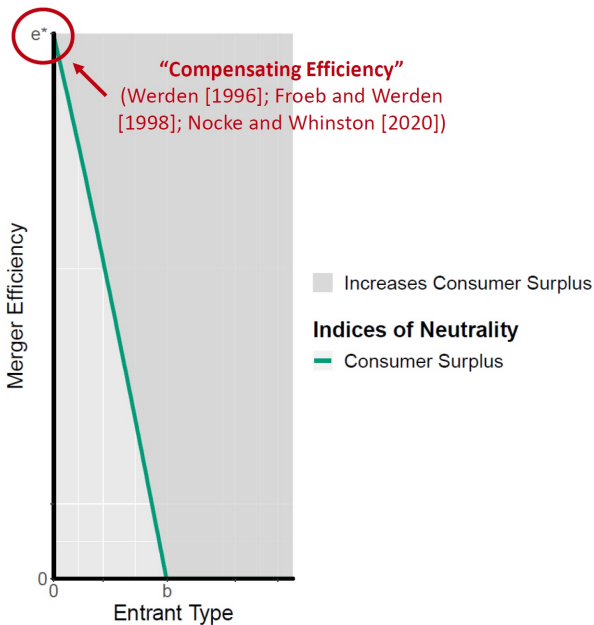 e*
“Compensating Efficiency”
(Werden [1996]; Froeb and Werden
[1998]; Nocke and Whinston [2020])
Merger Efficiency
Increases Consumer Surplus
Indices of Neutrality
Consumer Surplus
0
0
b
Entrant Type